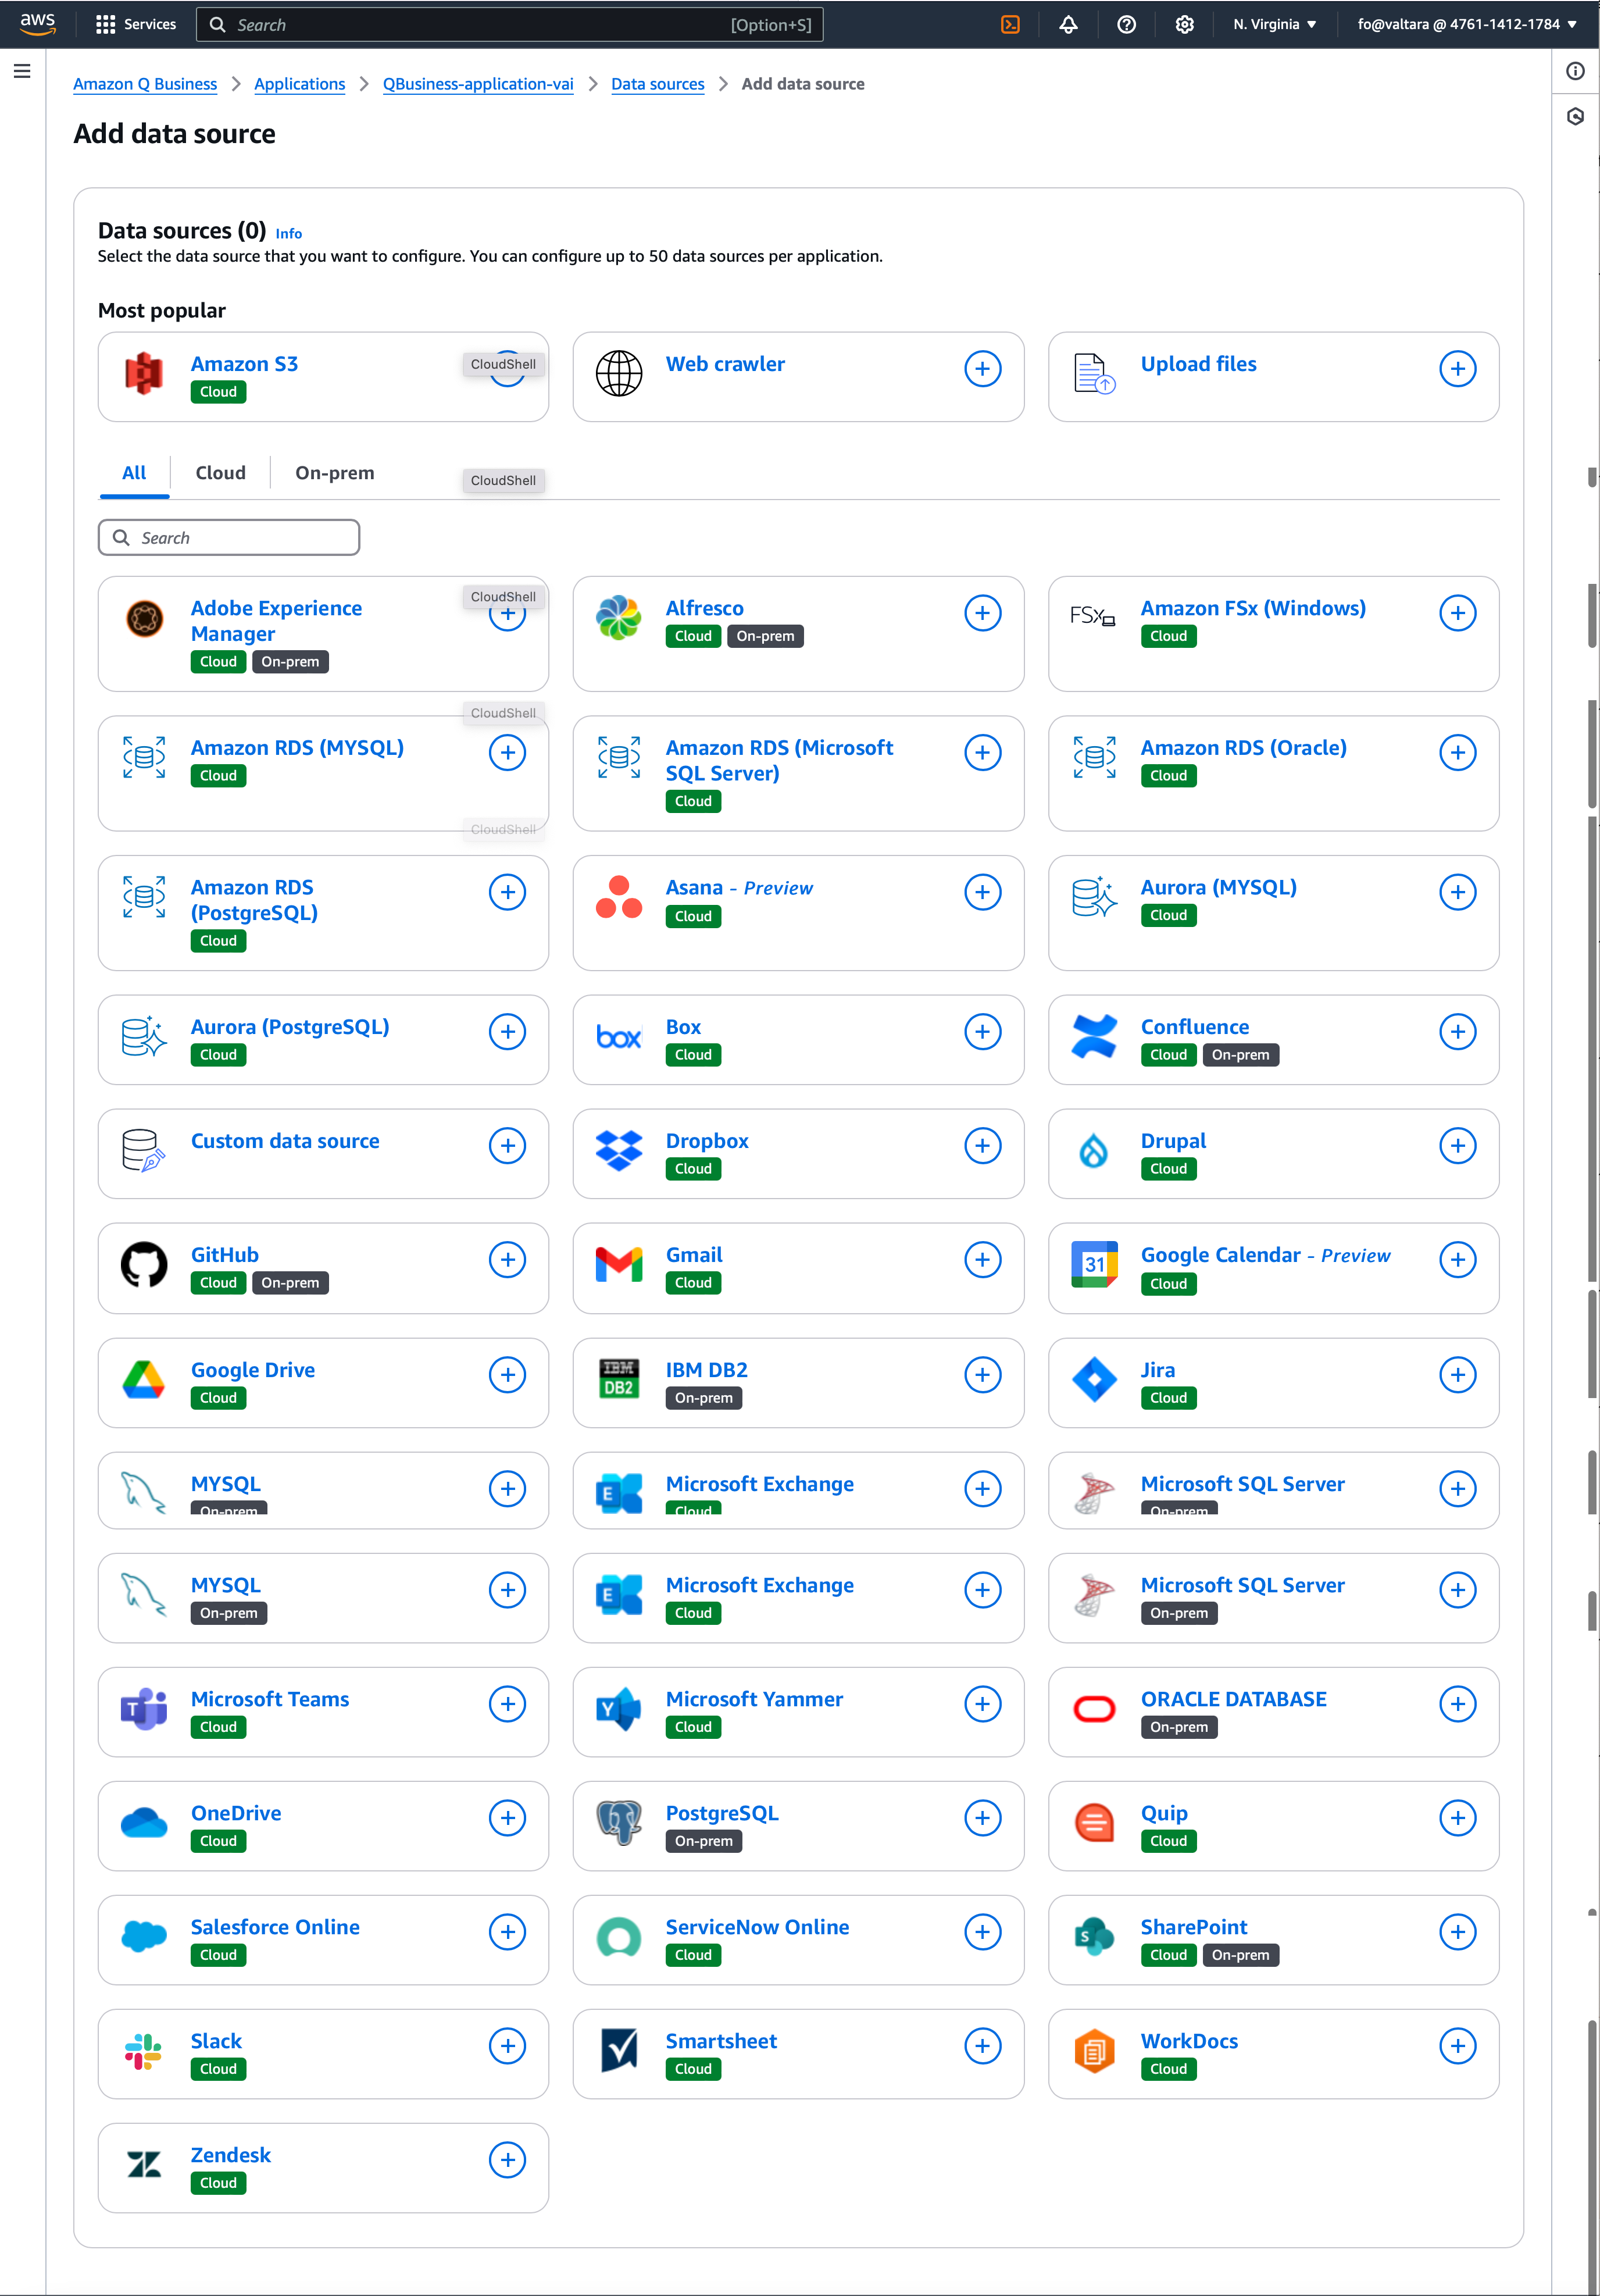 aws
Services
Search
[Option+S]
N. Virginia
fo@valtara @ 4761-1412-1784
Amazon Q Business
Applications
QBusiness-application-vai
Data sources
Add data source
Add data source
Data sources (0) Info
Select the data source that you want to configure. You can configure up to 50 data sources per application.
Most popular
Amazon S3
Cloud
CloudShell
Web crawler
Upload files
All
Cloud
On-prem
CloudShell
Search
Adobe Experience
Manager
Cloud On-prem
CloudShell
Alfresco
Cloud On-prem
FSx
Amazon FSx (Windows)
Cloud
CloudShell
Amazon RDS (MYSQL)
Cloud
CloudShell
Amazon RDS (Microsoft
SQL Server)
Cloud
Amazon RDS (Oracle)
Cloud
Amazon RDS
(PostgreSQL)
Cloud
Asana - Preview
Cloud
Aurora (MYSQL)
Cloud
Aurora (PostgreSQL)
Cloud
box
Box
Cloud
Confluence
Cloud On-prem
Custom data source
Dropbox
Cloud
Drupal
Cloud
GitHub
Cloud On-prem
Gmail
Cloud
31
Google Calendar - Preview
Cloud
Google Drive
Cloud
IBM
DB2
IBM DB2
On-prem
Jira
Cloud
MYSQL
On-prem
E
Microsoft Exchange
Cloud
Microsoft SQL Server
On-prem
MYSQL
On-prem
E
Microsoft Exchange
Cloud
Microsoft SQL Server
On-prem
T
Microsoft Teams
Cloud
Y
Microsoft Yammer
Cloud
ORACLE DATABASE
On-prem
OneDrive
Cloud
PostgreSQL
On-prem
Quip
Cloud
Salesforce Online
Cloud
ServiceNow Online
Cloud
S
SharePoint
Cloud On-prem
Slack
Cloud
Smartsheet
Cloud
WorkDocs
Cloud
Zendesk
Cloud